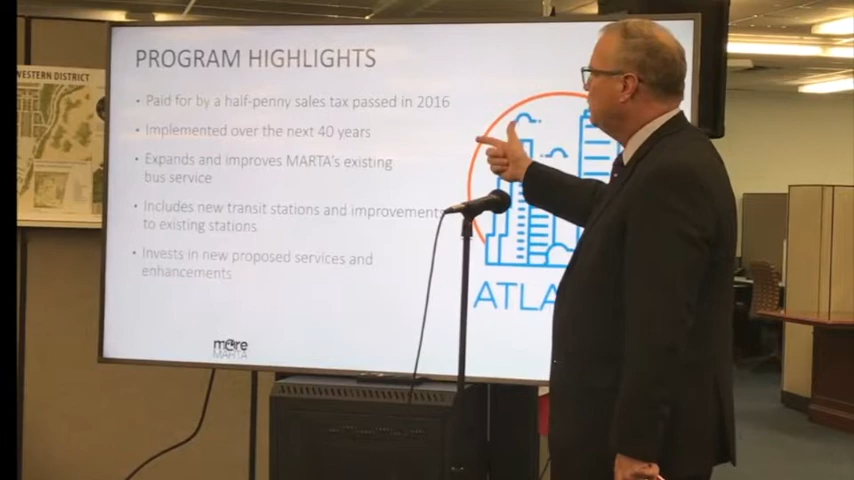 WESTERN DISTRICT
PROGRAM HIGHLIGHTS
• Paid for by a half-penny sales tax passed in 2016
• Implemented over the next 40 years
• Expands and improves MARTA's existing
bus service
• Includes new transit stations and improvements
to existing stations
• Invests in new proposed services and
enhancements
ATLA
more
MARTA